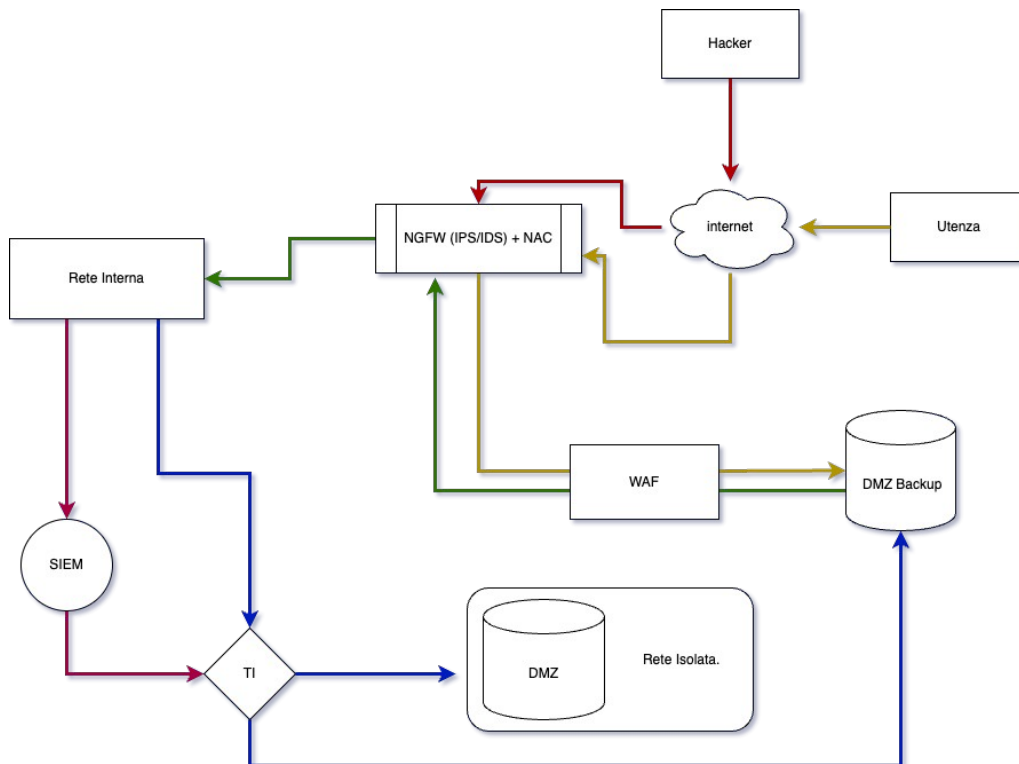 Hacker
internet
Utenza
NGFW (IPS/IDS) + NAC
Rete Interna
WAF
DMZ Backup
SIEM
TI
DMZ
Rete Isolata.